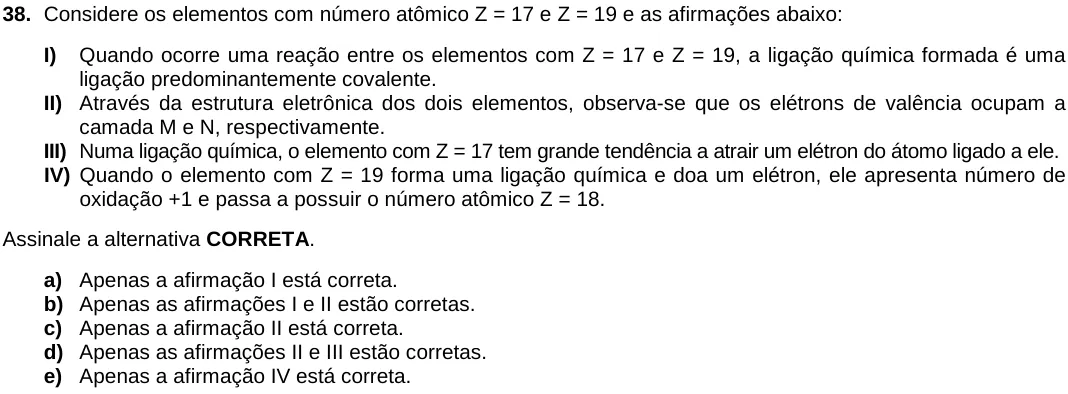 38. Considere os elementos com número atômico Z = 17 e Z = 19 e as afirmações abaixo:
I) Quando ocorre uma reação entre os elementos com Z = 17 e Z = 19, a ligação química formada é uma
ligação predominantemente covalente.
II) Através da estrutura eletrônica dos dois elementos, observa-se que os elétrons de valência ocupam a
camada M e N, respectivamente.
III) Numa ligação química, o elemento com Z = 17 tem grande tendência a atrair um elétron do átomo ligado a ele.
IV) Quando o elemento com Z = 19 forma uma ligação química e doa um elétron, ele apresenta número de
oxidação +1 e passa a possuir o número atômico Z = 18.
Assinale a alternativa CORRETA.
a) Apenas a afirmação I está correta.
b) Apenas as afirmações I e II estão corretas.
c) Apenas a afirmação II está correta.
d) Apenas as afirmações II e III estão corretas.
e) Apenas a afirmação IV está correta.